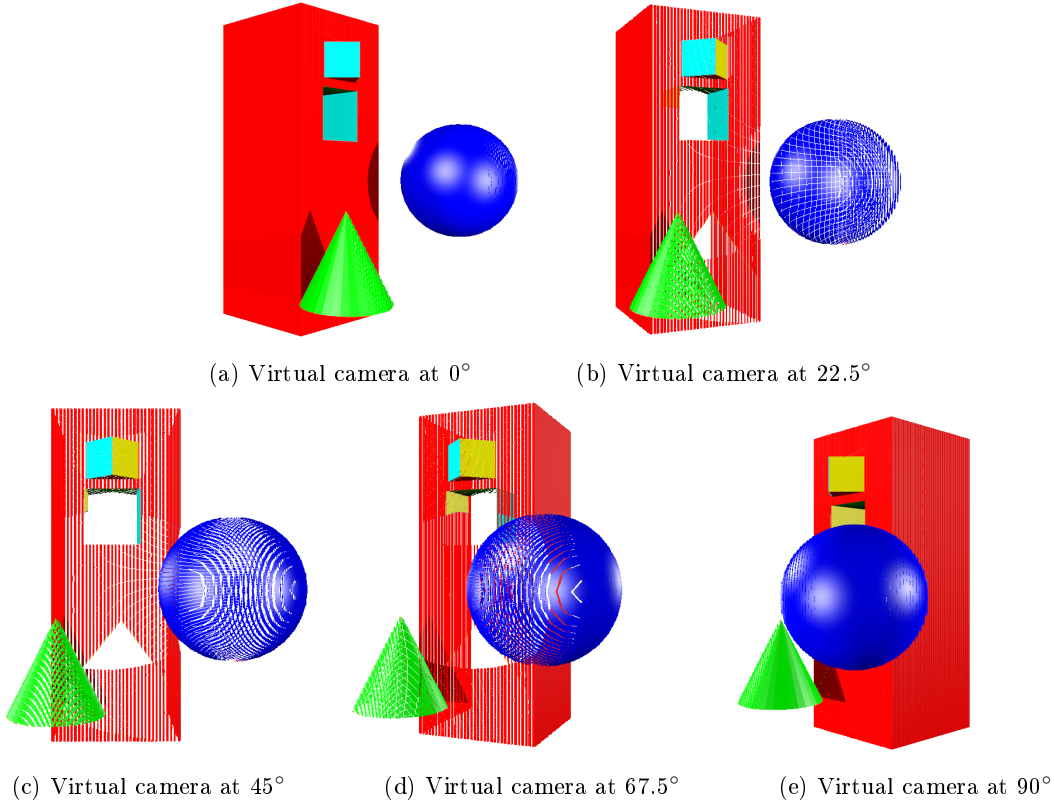 (a) Virtual camera at 0°
(b) Virtual camera at 22.5°
(c) Virtual camera at 45°
(d) Virtual camera at 67.5°
(e) Virtual camera at 90°